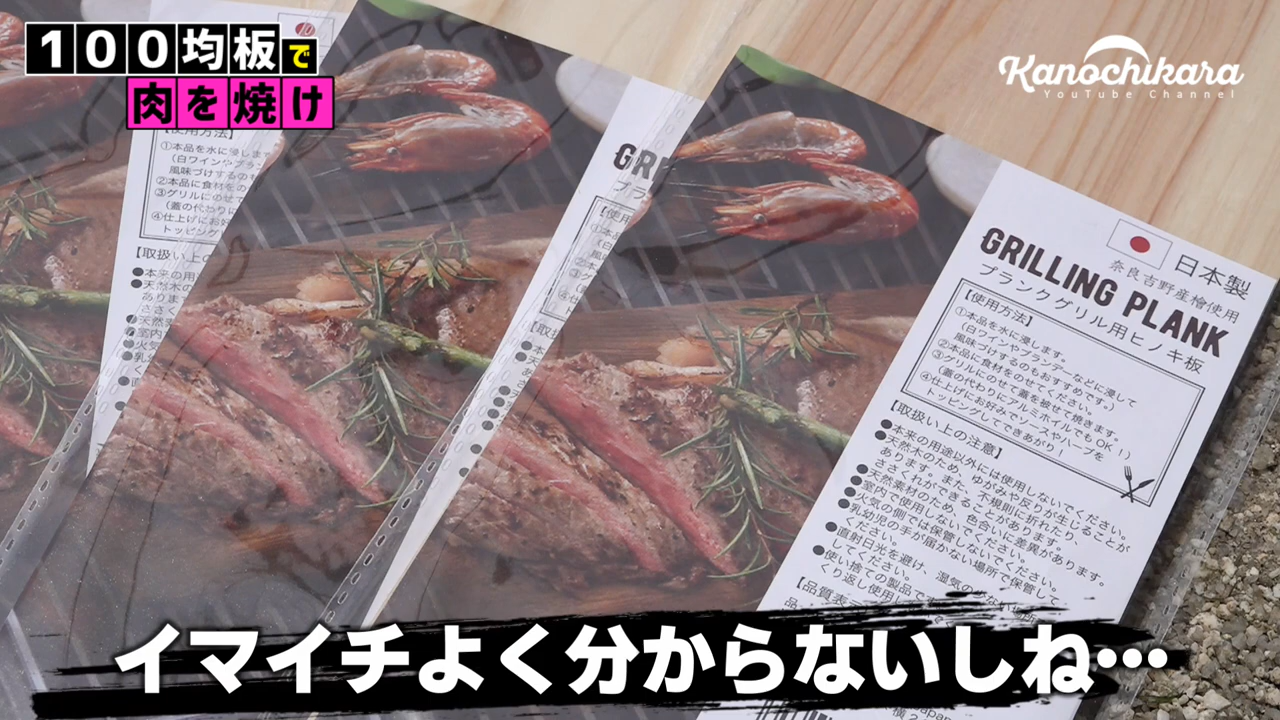 100均板で
肉を焼け
Kanochikara
YouTube Channel
日本製
奈良吉野産檜使用
GRILLING PLANK
プランクグリル用ヒノキ板
【使用方法】
①本品を水に浸します。
(白ワインやブランデーなどに浸して
風味づけするのもおすすめです。)
②本品に食材をのせてください。
③グリルにのせて蓋を被せて焼きます。
(蓋の代わりにアルミホイルでもOK!)
④仕上げにお好みでソースやハーブを
トッピングしてできあがり!
【取扱い上の注意】
●本来の用途以外には使用しないでください。
●天然木のため、ゆがみや反りが生じることが
あります。また、不規則に折れたり、
ささくれができることがあります。
●天然素材のため、色合いに差異があります。
●室内で使用しないでください。
●火気の側では保管しないでください。
●乳幼児の手が届かない場所で保管して
ください。
●直射日光を避け、湿気の少ない
してください。
●使い捨ての製品です
くり返し使用し
【品質表
イマイチよく分からないしね…